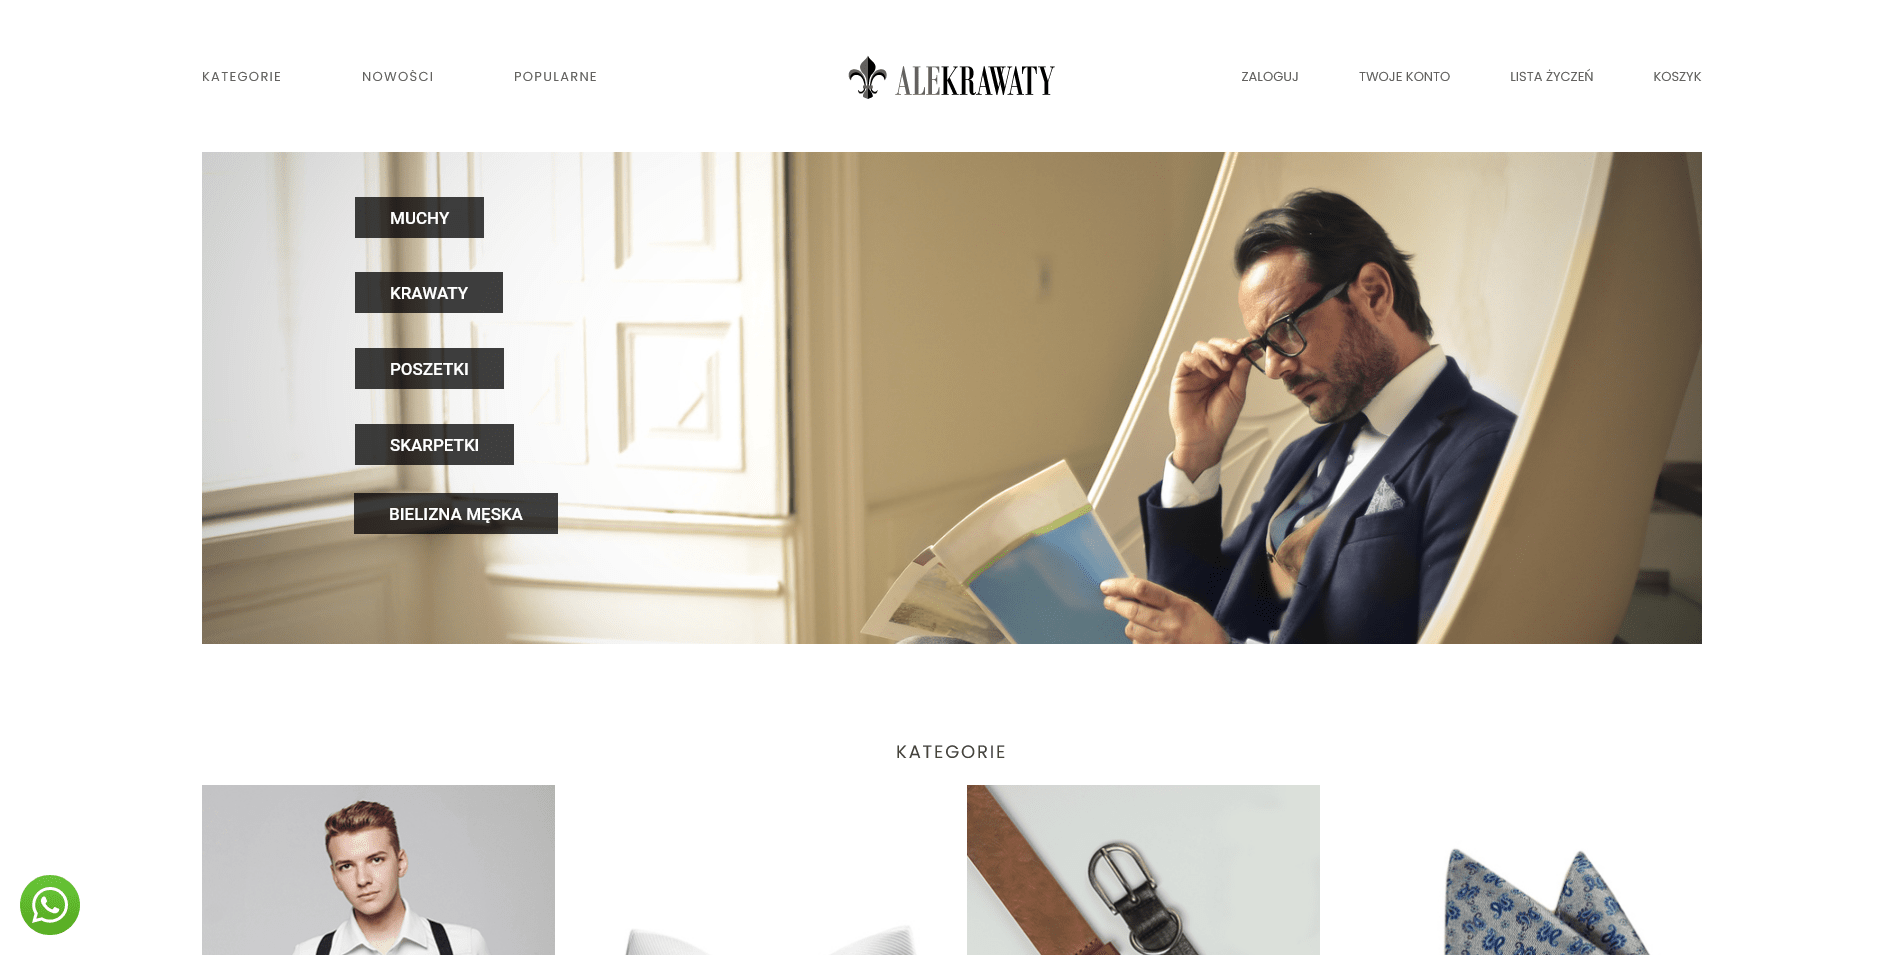 KATEGORIE
NOWOŚCI
POPULARNE
ALEKRAWATY
ZALOGUJ
TWOJE KONTO
LISTA ŻYCZEŃ
KOSZYK
MUCHY
KRAWATY
POSZETKI
SKARPETKI
BIELIZNA MĘSKA
KATEGORIE